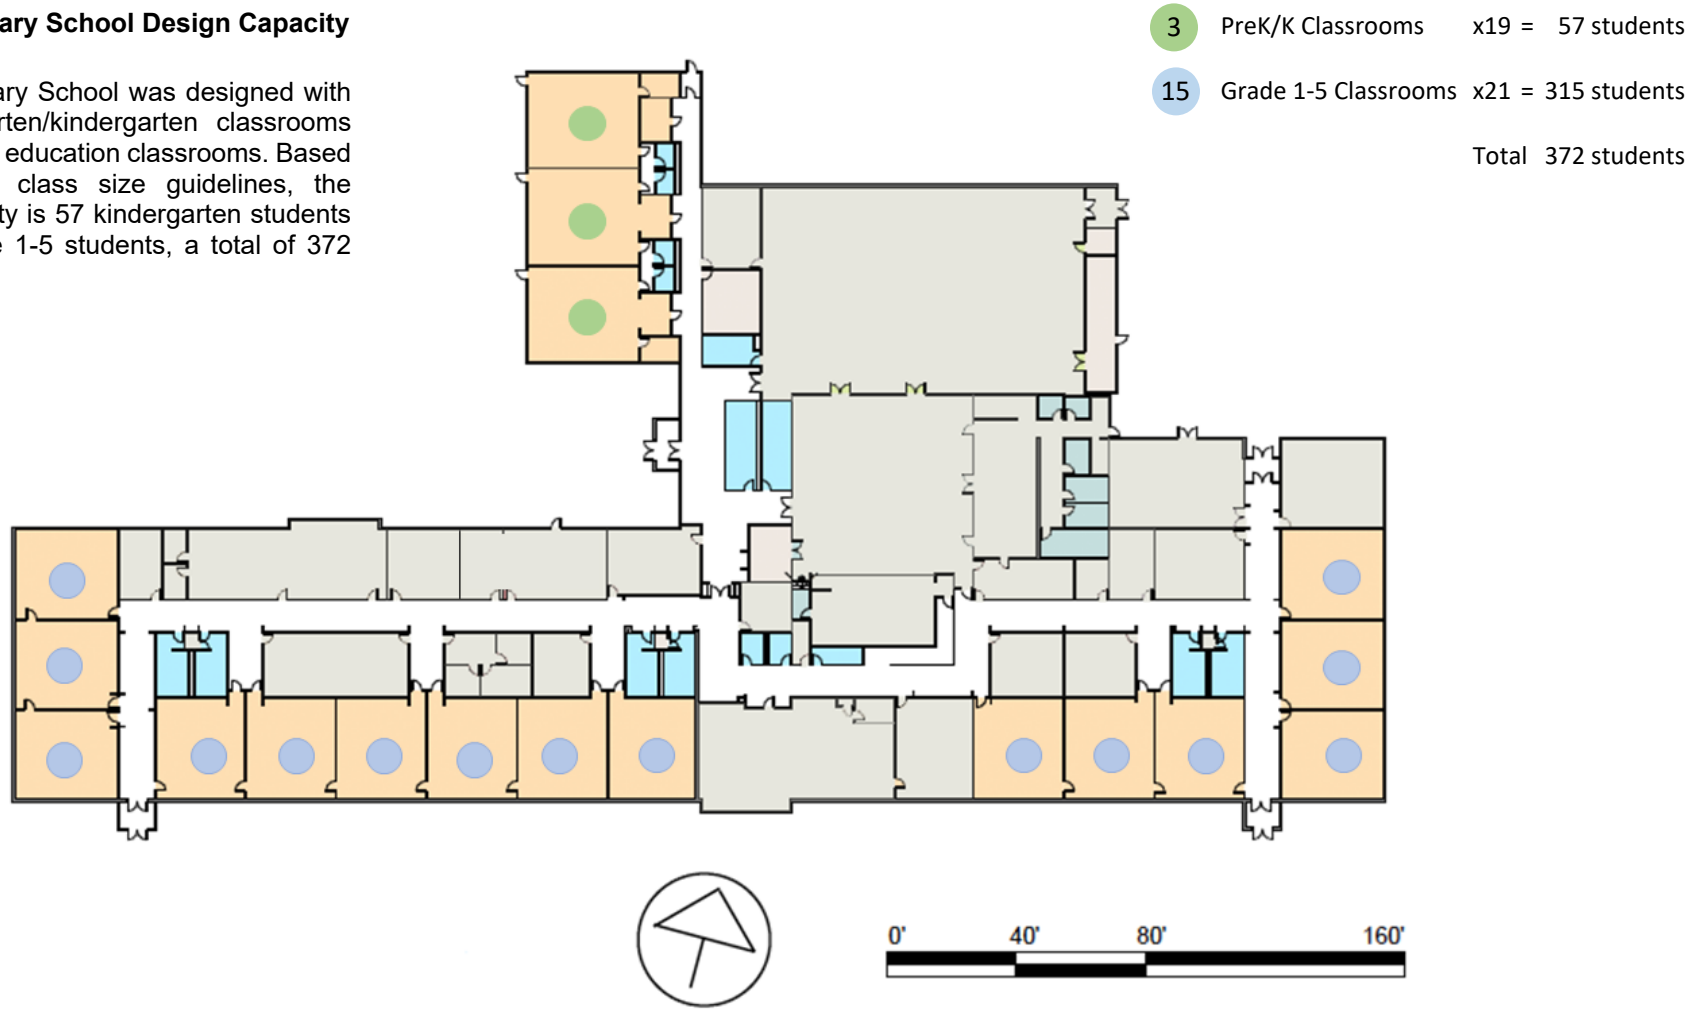 ary School Design Capacity
ary School was designed with
arten/kindergarten classrooms
education classrooms. Based
class size guidelines, the
ty is 57 kindergarten students
e 1-5 students, a total of 372
3 PreK/K Classrooms x19 = 57 students
15 Grade 1-5 Classrooms x21 = 315 students
Total 372 students
0' 40' 80' 160'